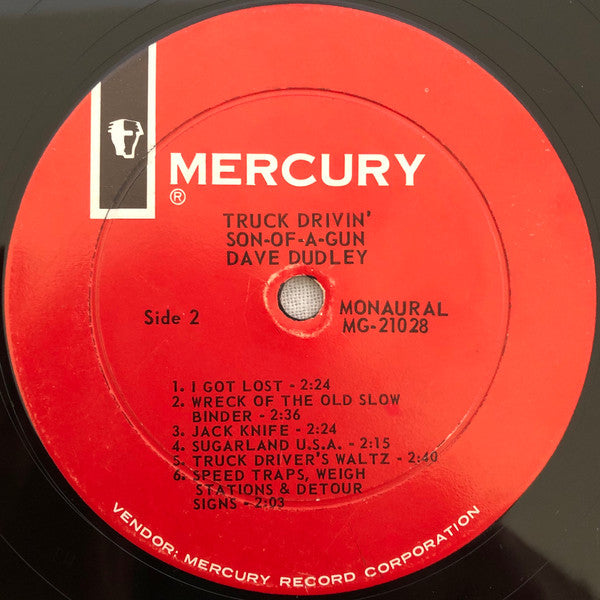 MERCURY
®
TRUCK DRIVIN'
SON-OF-A-GUN
DAVE DUDLEY
Side 2
MONAURAL
MG-21028
1. I GOT LOST - 2:24
2. WRECK OF THE OLD SLOW
BINDER - 2:36
3. JACK KNIFE - 2:24
4. SUGARLAND U.S.A. - 2:15
5. TRUCK DRIVER'S WALTZ - 2:40
6. SPEED TRAPS, WEIGH
STATIONS & DETOUR
SIGNS - 2:03
VENDOR: MERCURY RECORD CORPORATION